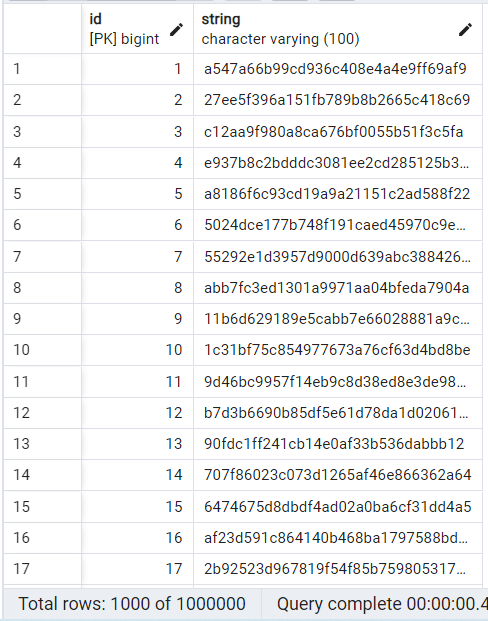 id string
[PK] bigint character varying (100)
1 1 a547a66b99cd936c408e4a4e9ff69af9
2 2 27ee5f396a151fb789b8b2665c418c69
3 3 c12aa9f980a8ca676bf0055b51f3c5fa
4 4 e937b8c2bdddc3081ee2cd285125b3...
5 5 a8186f6c93cd19a9a21151c2ad588f22
6 6 5024dce177b748f191caed45970c9e...
7 7 55292e1d3957d9000d639abc388426...
8 8 abb7fc3ed1301a9971aa04bfeda7904a
9 9 11b6d629189e5cabb7e66028881a9c...
10 10 1c31bf75c854977673a76cf63d4bd8be
11 11 9d46bc9957f14eb9c8d38ed8e3de98...
12 12 b7d3b6690b85df5e61d78da1d02061...
13 13 90fdc1ff241cb14e0af33b536dabbb12
14 14 707f86023c073d1265af46e866362a64
15 15 6474675d8dbdf4ad02a0ba6cf31dd4a5
16 16 af23d591c864140b468ba1797588bd...
17 17 2b92523d967819f54f85b759805317...
Total rows: 1000 of 1000000 Query complete 00:00:00.4